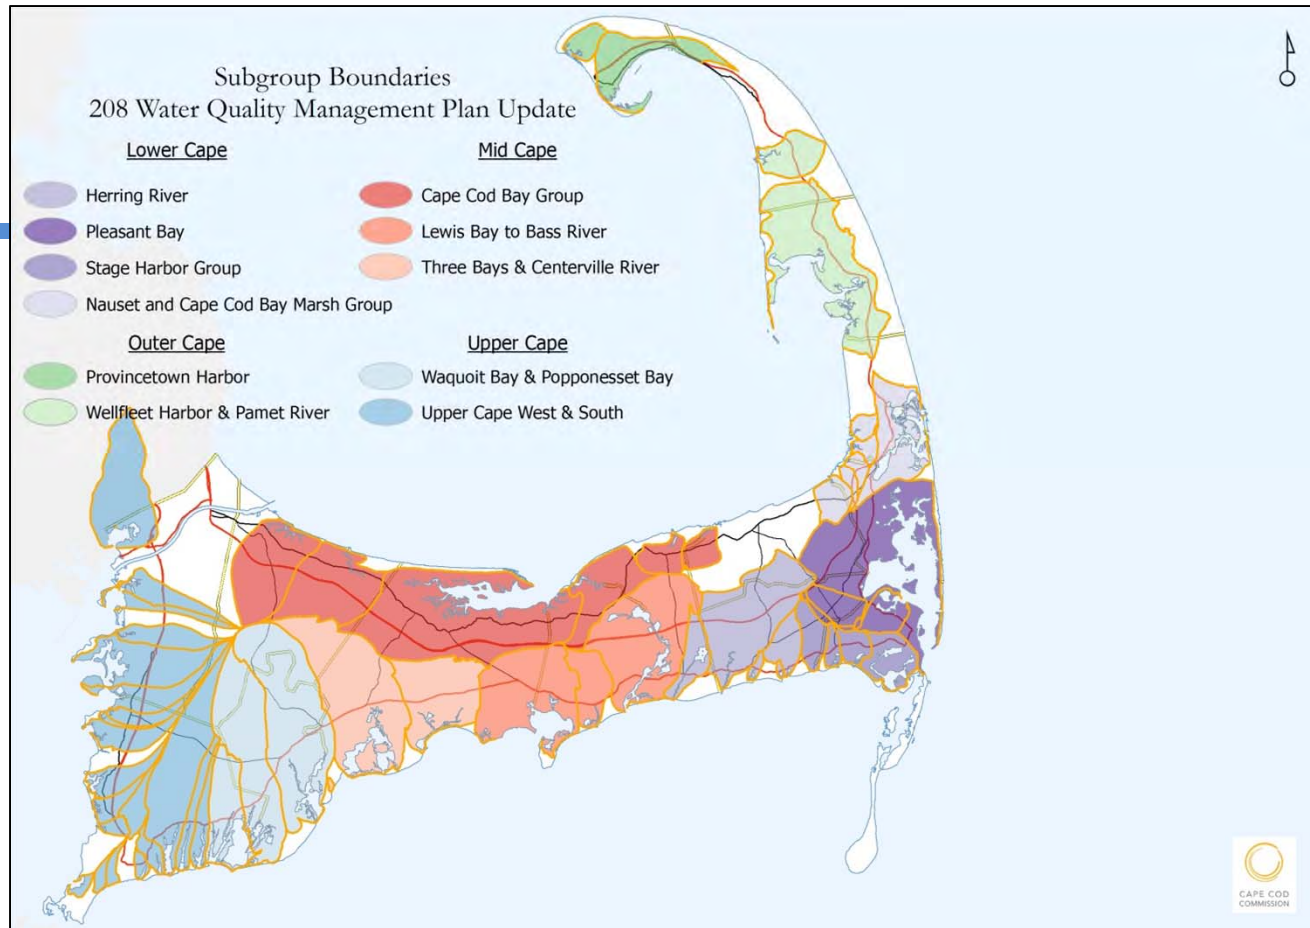 Subgroup Boundaries
208 Water Quality Management Plan Update
Lower Cape
Herring River
Pleasant Bay
Stage Harbor Group
Nauset and Cape Cod Bay Marsh Group
Mid Cape
Cape Cod Bay Group
Lewis Bay to Bass River
Three Bays & Centerville River
Outer Cape
Provincetown Harbor
Wellfleet Harbor & Pamet River
Upper Cape
Waquoit Bay & Popponesset Bay
Upper Cape West & South
CAPE COD
COMMISSION